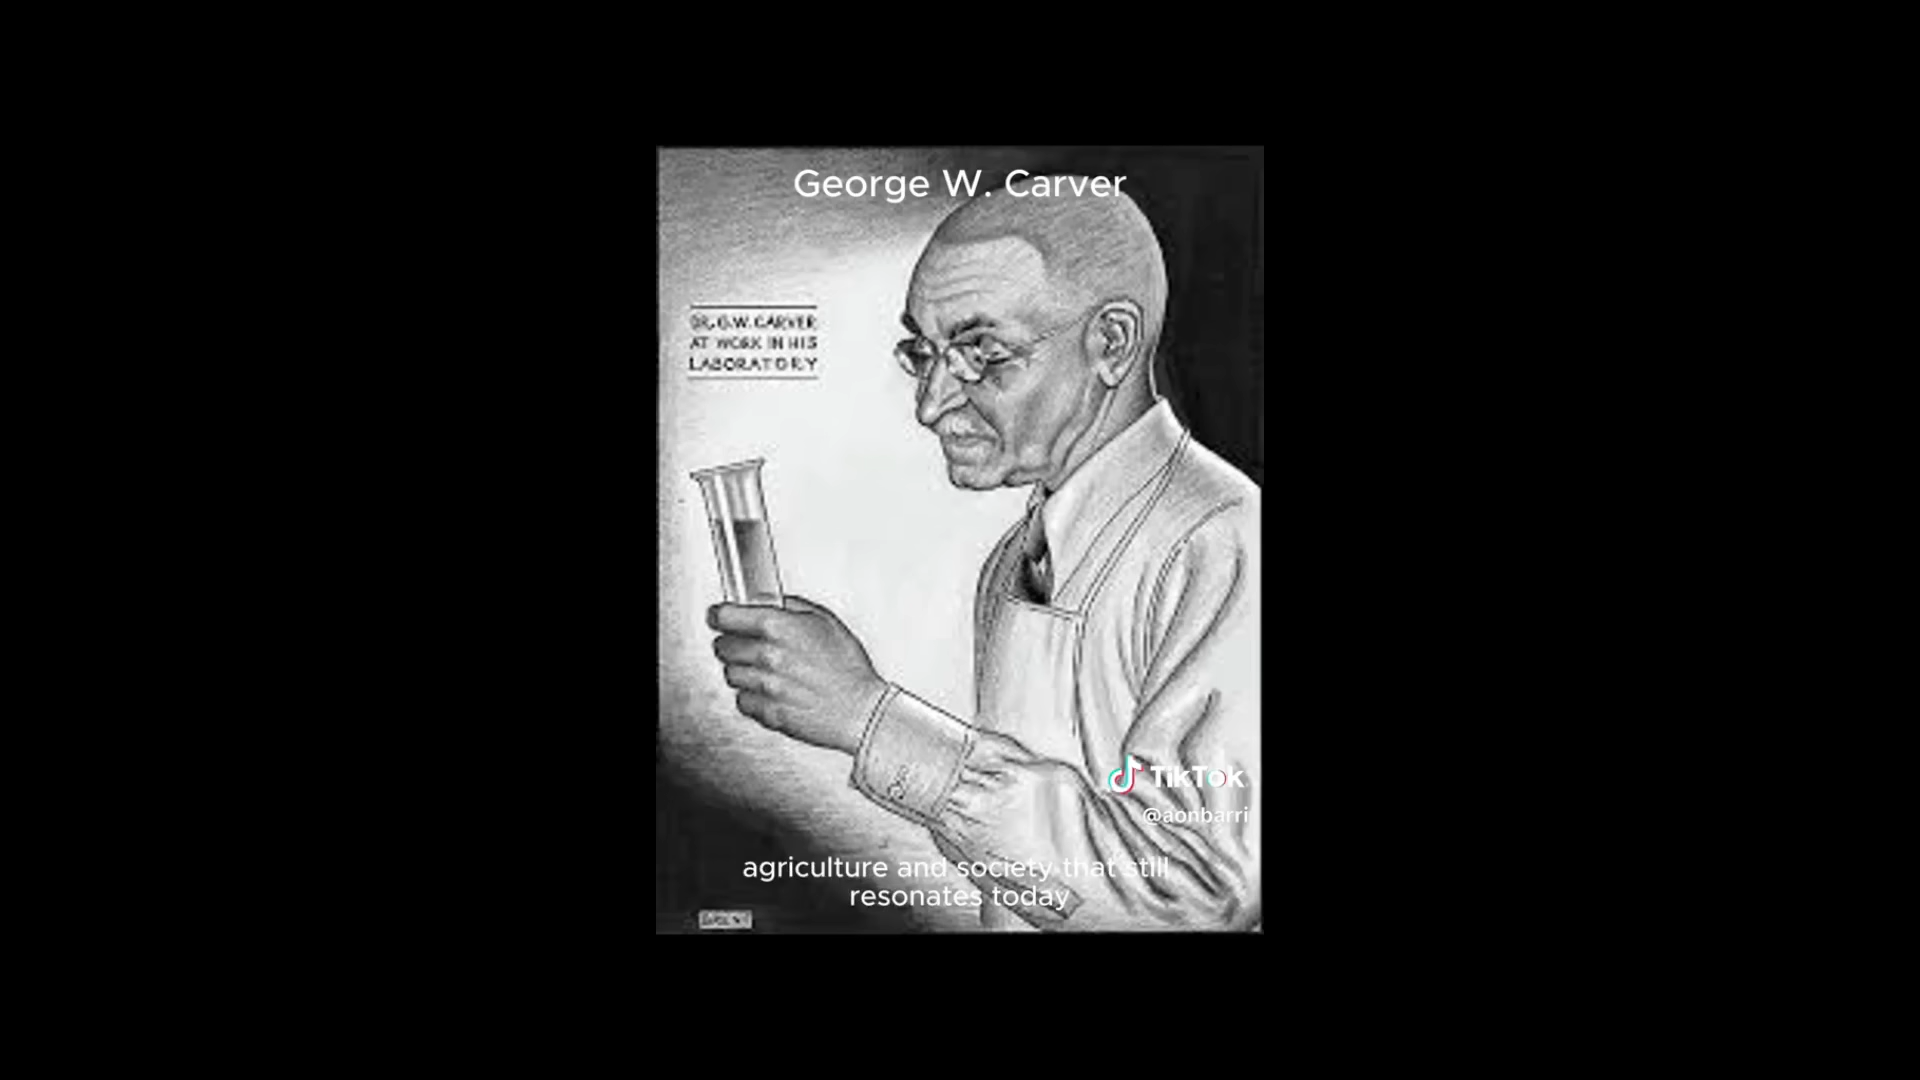 George W. Carver
DR. G.W. CARVER
AT WORK IN HIS
LABORATORY
TikTok
@aonbarri
agriculture and society that still
resonates today